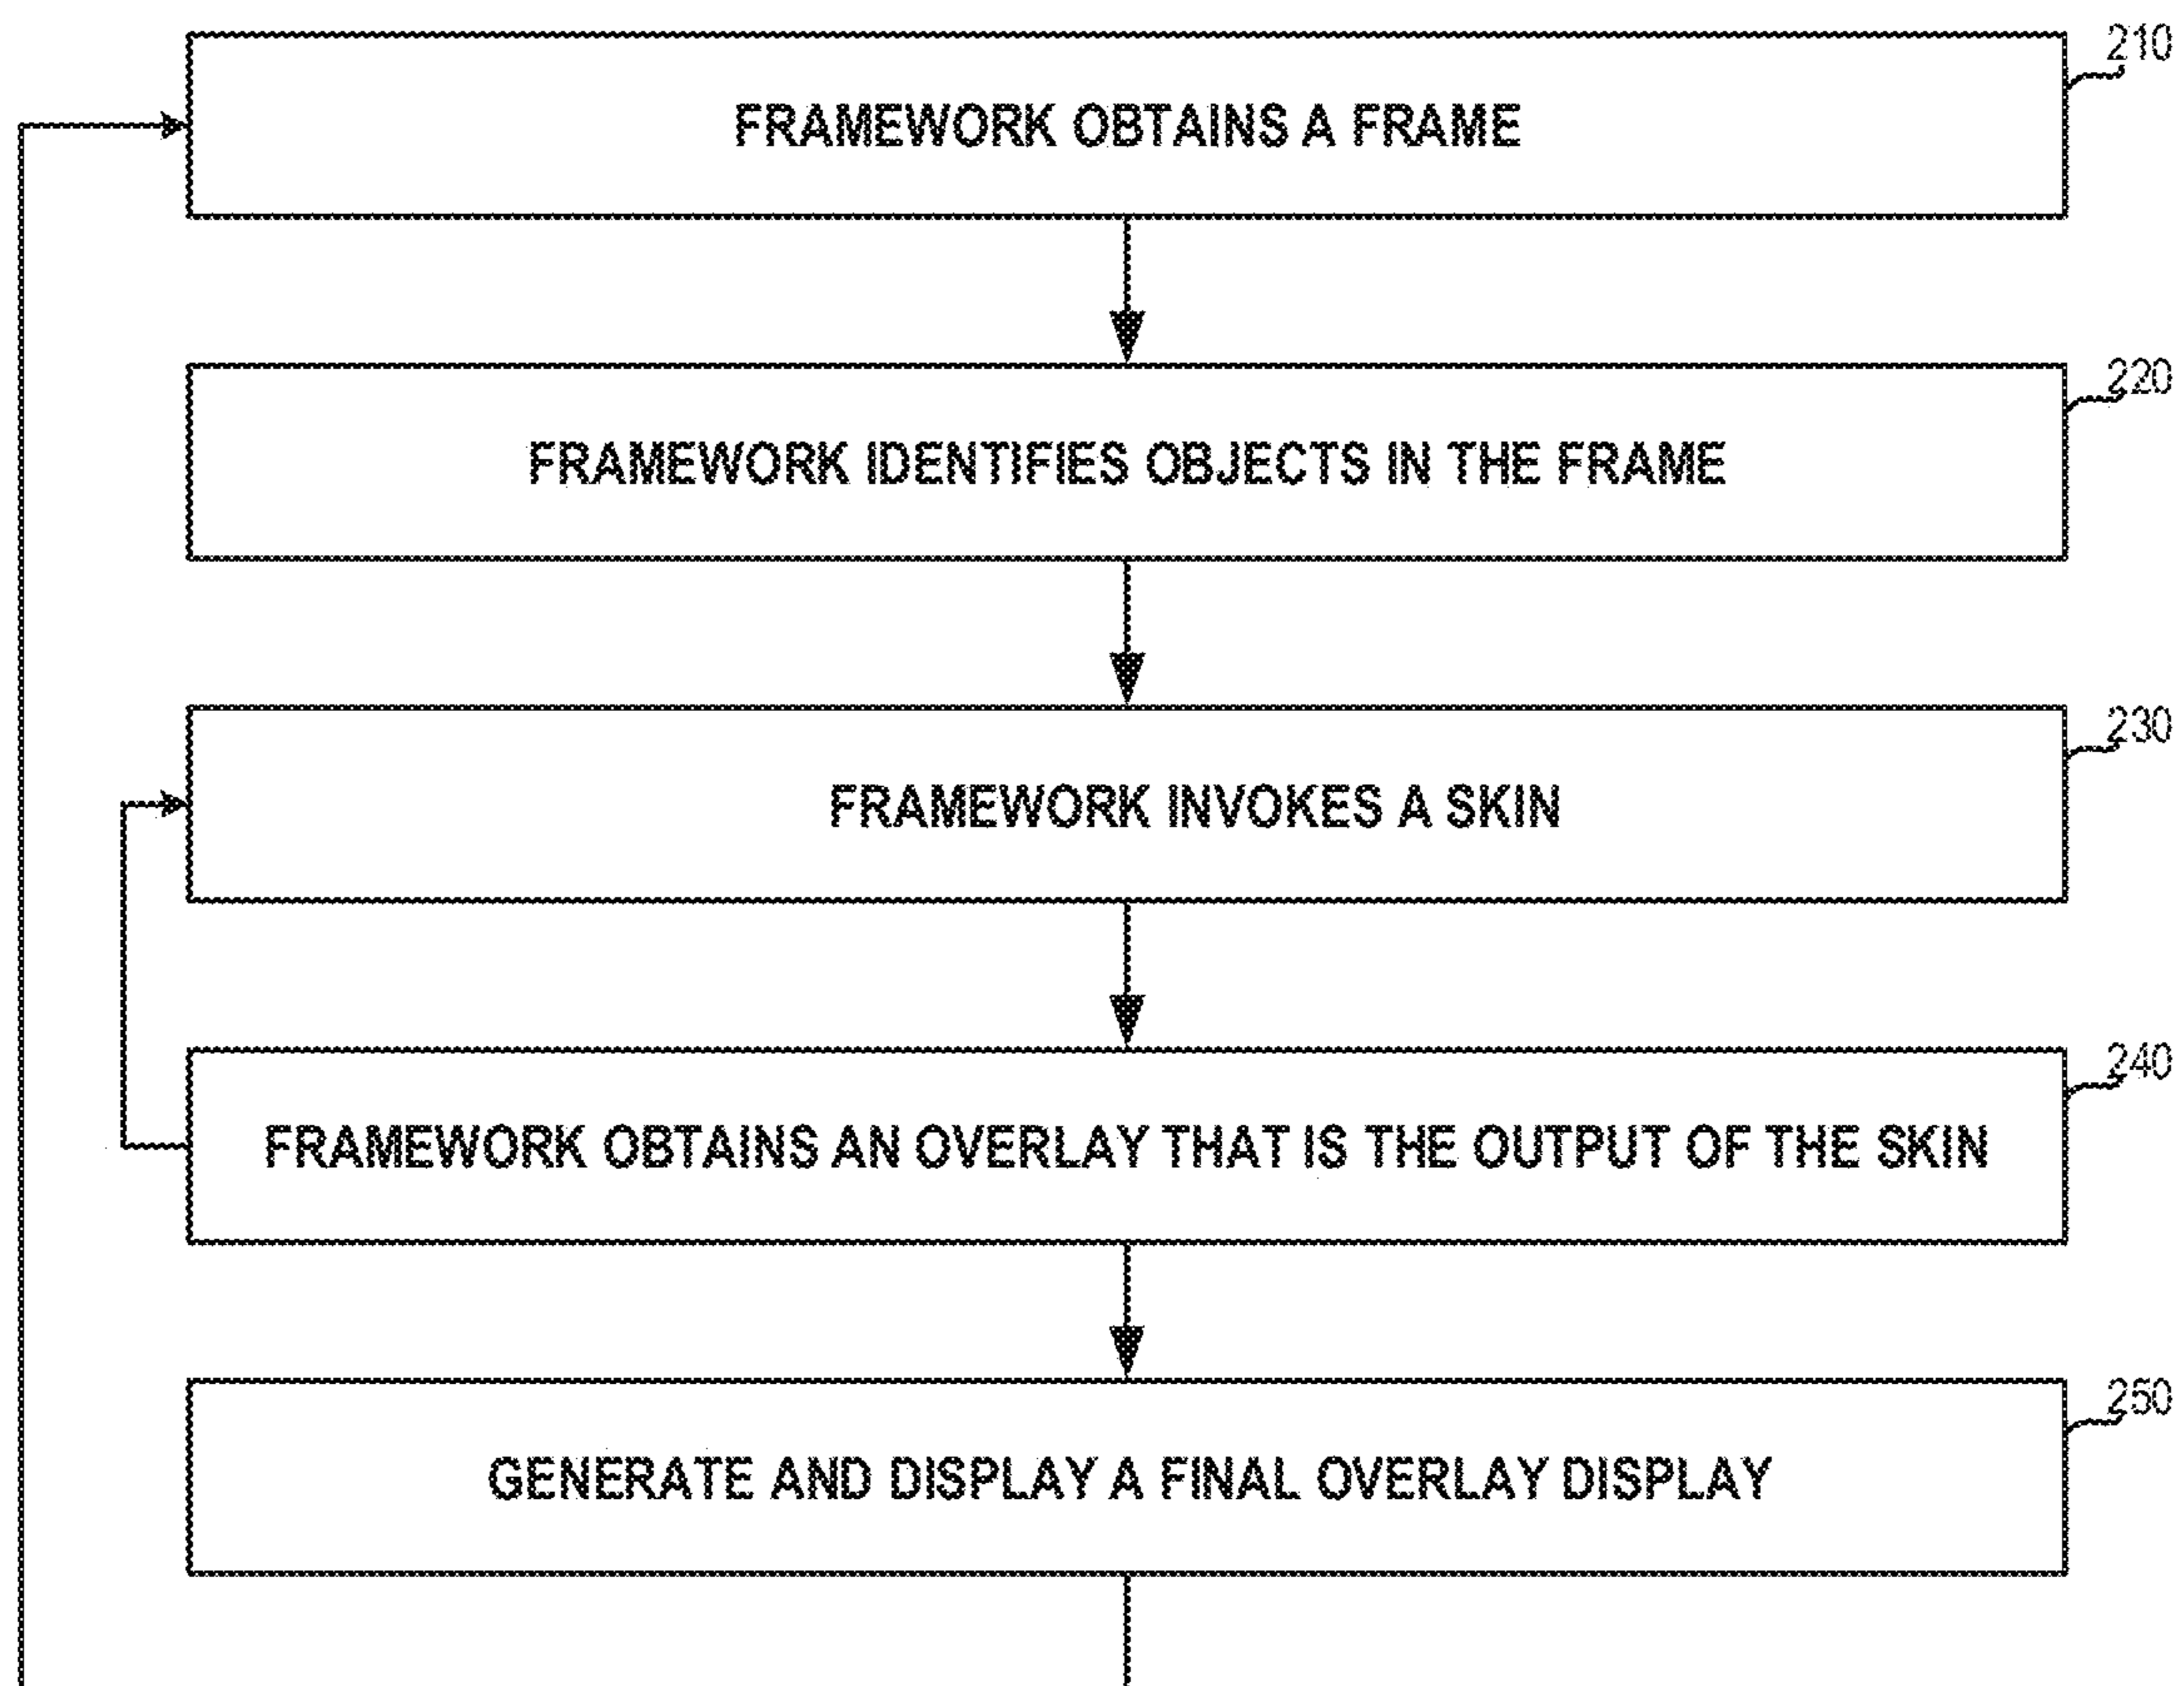 210
FRAMEWORK OBTAINS A FRAME
220
FRAMEWORK IDENTIFIES OBJECTS IN THE FRAME
230
FRAMEWORK INVOKES A SKIN
240
FRAMEWORK OBTAINS AN OVERLAY THAT IS THE OUTPUT OF THE SKIN
250
GENERATE AND DISPLAY A FINAL OVERLAY DISPLAY